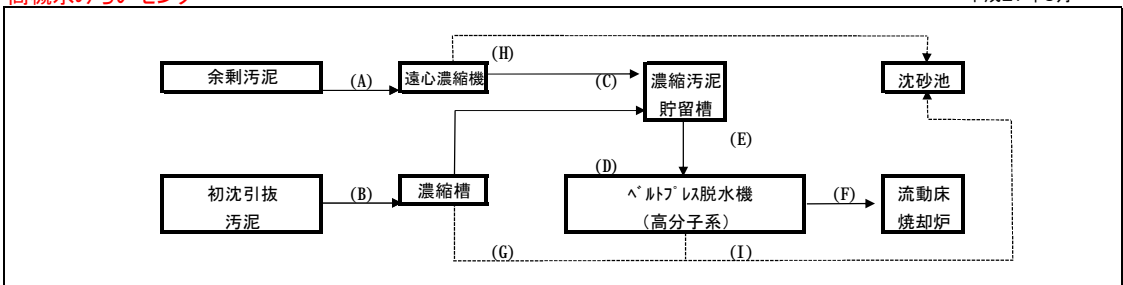 (H)
余剰汚泥
(A)
遠心濃縮機
(C)
濃縮汚泥
貯留槽
沈砂池
(E)
(D)
初沈引抜
汚泥
(B)
濃縮槽
ﾍﾞﾙﾄﾌﾟﾚｽ脱水機
(高分子系)
(F)
流動床
焼却炉
(G)
(I)